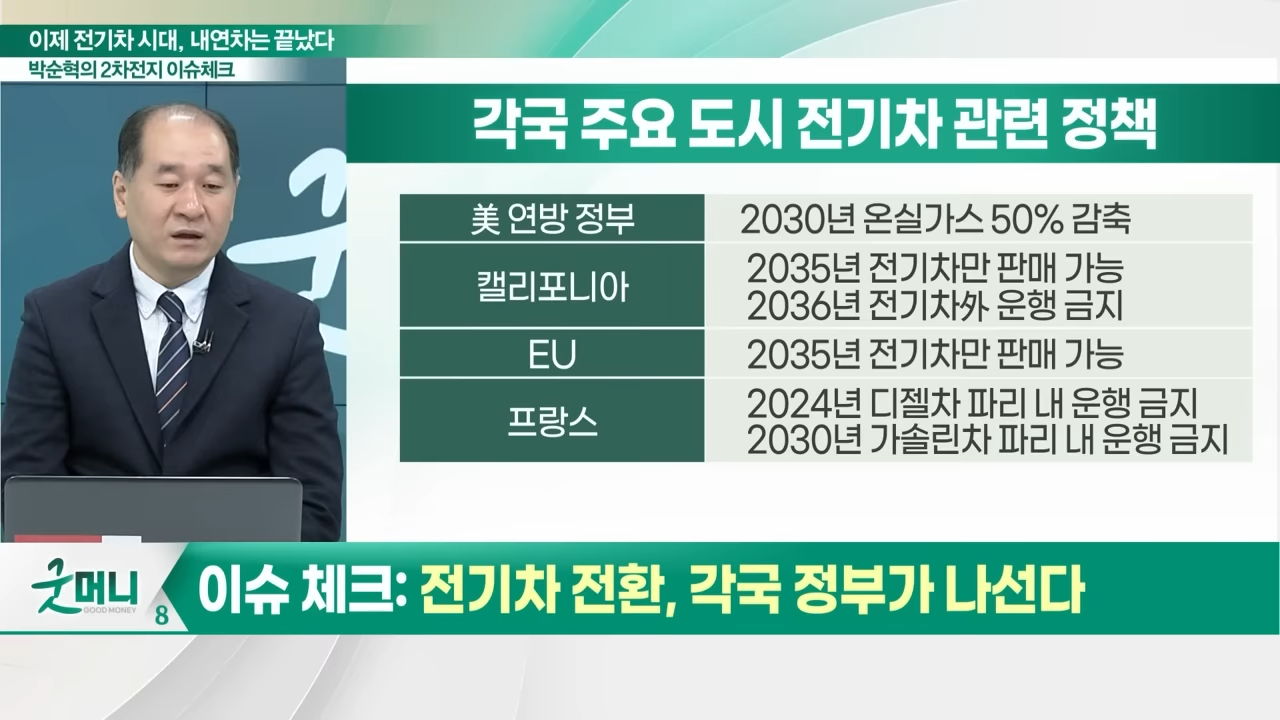 이제 전기차 시대, 내연차는 끝났다
박순혁의 2차전지 이슈체크
각국 주요 도시 전기차 관련 정책
美 연방 정부 2030년 온실가스 50% 감축
캘리포니아 2035년 전기차만 판매 가능
2036년 전기차外 운행 금지
EU 2035년 전기차만 판매 가능
프랑스 2024년 디젤차 파리 내 운행 금지
2030년 가솔린차 파리 내 운행 금지
굿머니
GOOD MONEY
8
이슈 체크: 전기차 전환, 각국 정부가 나선다